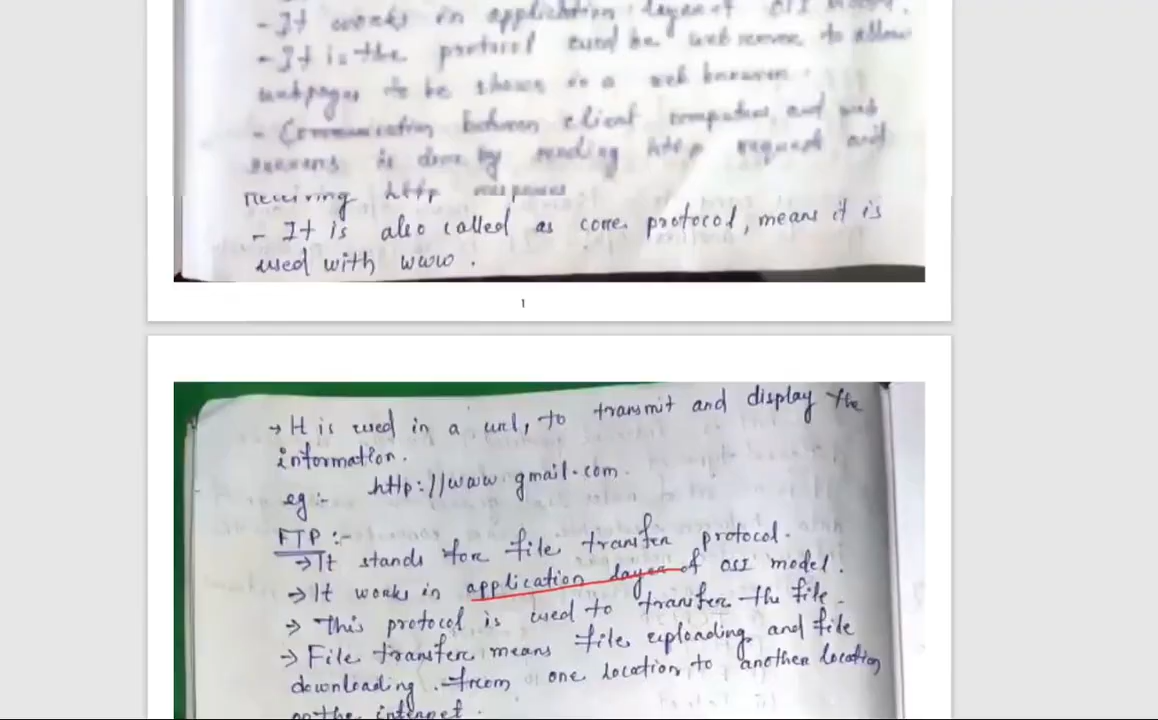 - It works in application layer of OSI model.
- It is the protocol used be web server to allow
webpages to be shown in a web browser.
- Communication between client computer and web
servers is done by sending http request and
receiving http responses
- It is also called as core protocol, means it is
used with www.
1
→ It is used in a url, to transmit and display the
information.
eg:- http://www.gmail.com.
FTP :-
→ It stands for file transfer protocol.
→ It works in application layer of OSI model.
→ This protocol is used to transfer the file.
→ File transfer means file uploading and file
downloading. from one location to another location
on the internet.